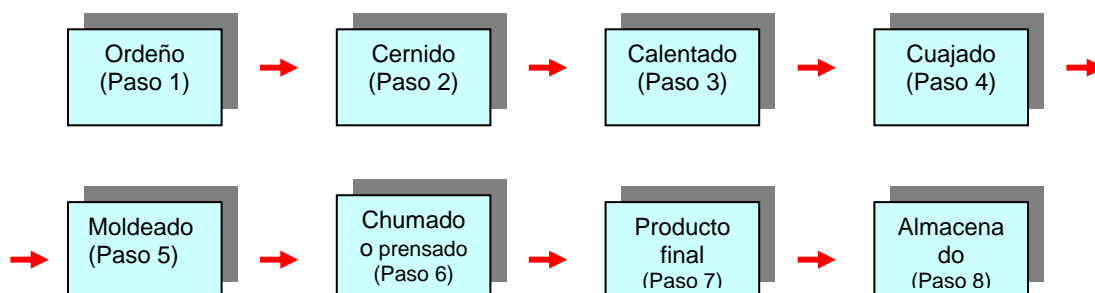 Ordeño
(Paso 1)
Cernido
(Paso 2)
Calentado
(Paso 3)
Cuajado
(Paso 4)
Moldeado
(Paso 5)
Chumado
o prensado
(Paso 6)
Producto
final
(Paso 7)
Almacena
do
(Paso 8)